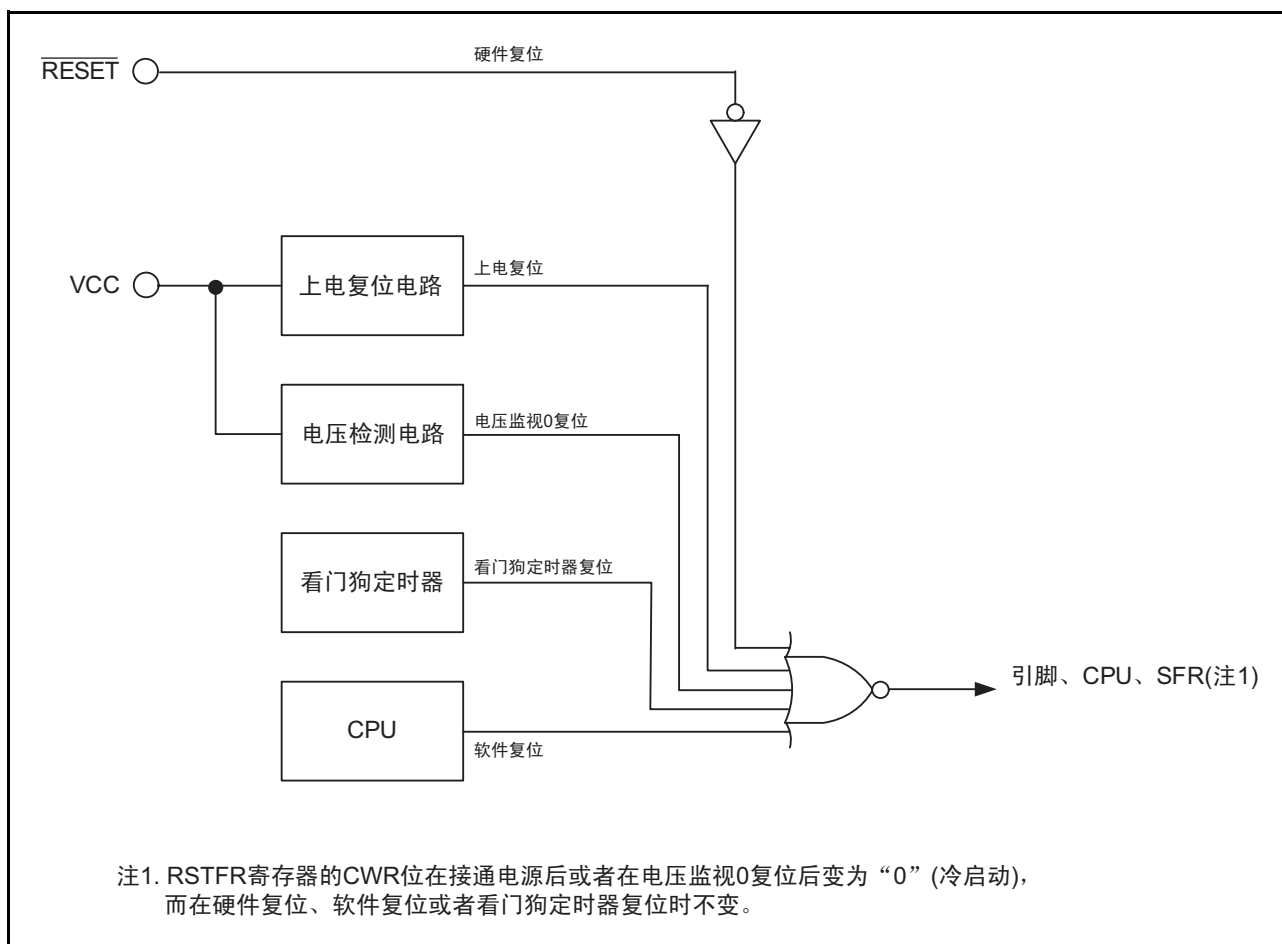 硬件复位
RESET
上电复位电路
上电复位
VCC
电压检测电路
电压监视0复位
看门狗定时器
看门狗定时器复位
引脚、CPU、SFR(注1)
CPU
软件复位
注1. RSTFR寄存器的CWR位在接通电源后或者在电压监视0复位后变为“0”(冷启动),
而在硬件复位、软件复位或者看门狗定时器复位时不变。